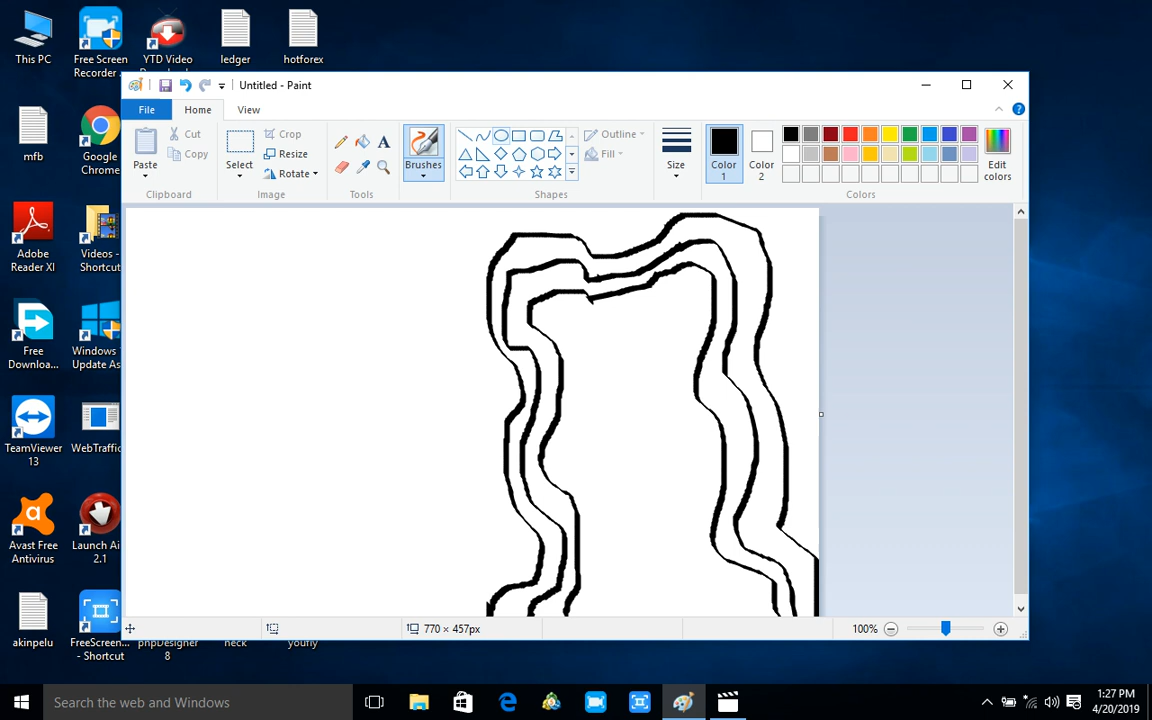 This PC
Free Screen
Recorder ...
YTD Video
ledger
hotforex
Untitled - Paint
File
Home
View
Paste
Cut
Copy
Clipboard
Select
Crop
Resize
Rotate
Image
Tools
Brushes
Shapes
Outline
Fill
Size
Color
1
Color
2
Edit
colors
Colors
mfb
Google
Chrome
Adobe
Reader XI
Videos -
Shortcut
Free
Downloa...
Windows
Update As
TeamViewer
13
WebTraffic
Avast Free
Antivirus
Launch Ai
2.1
akinpelu
FreeScreen...
- Shortcut
phpDesigner
8
neck
youfly
770 × 457px
100%
Search the web and Windows
1:27 PM
4/20/2019